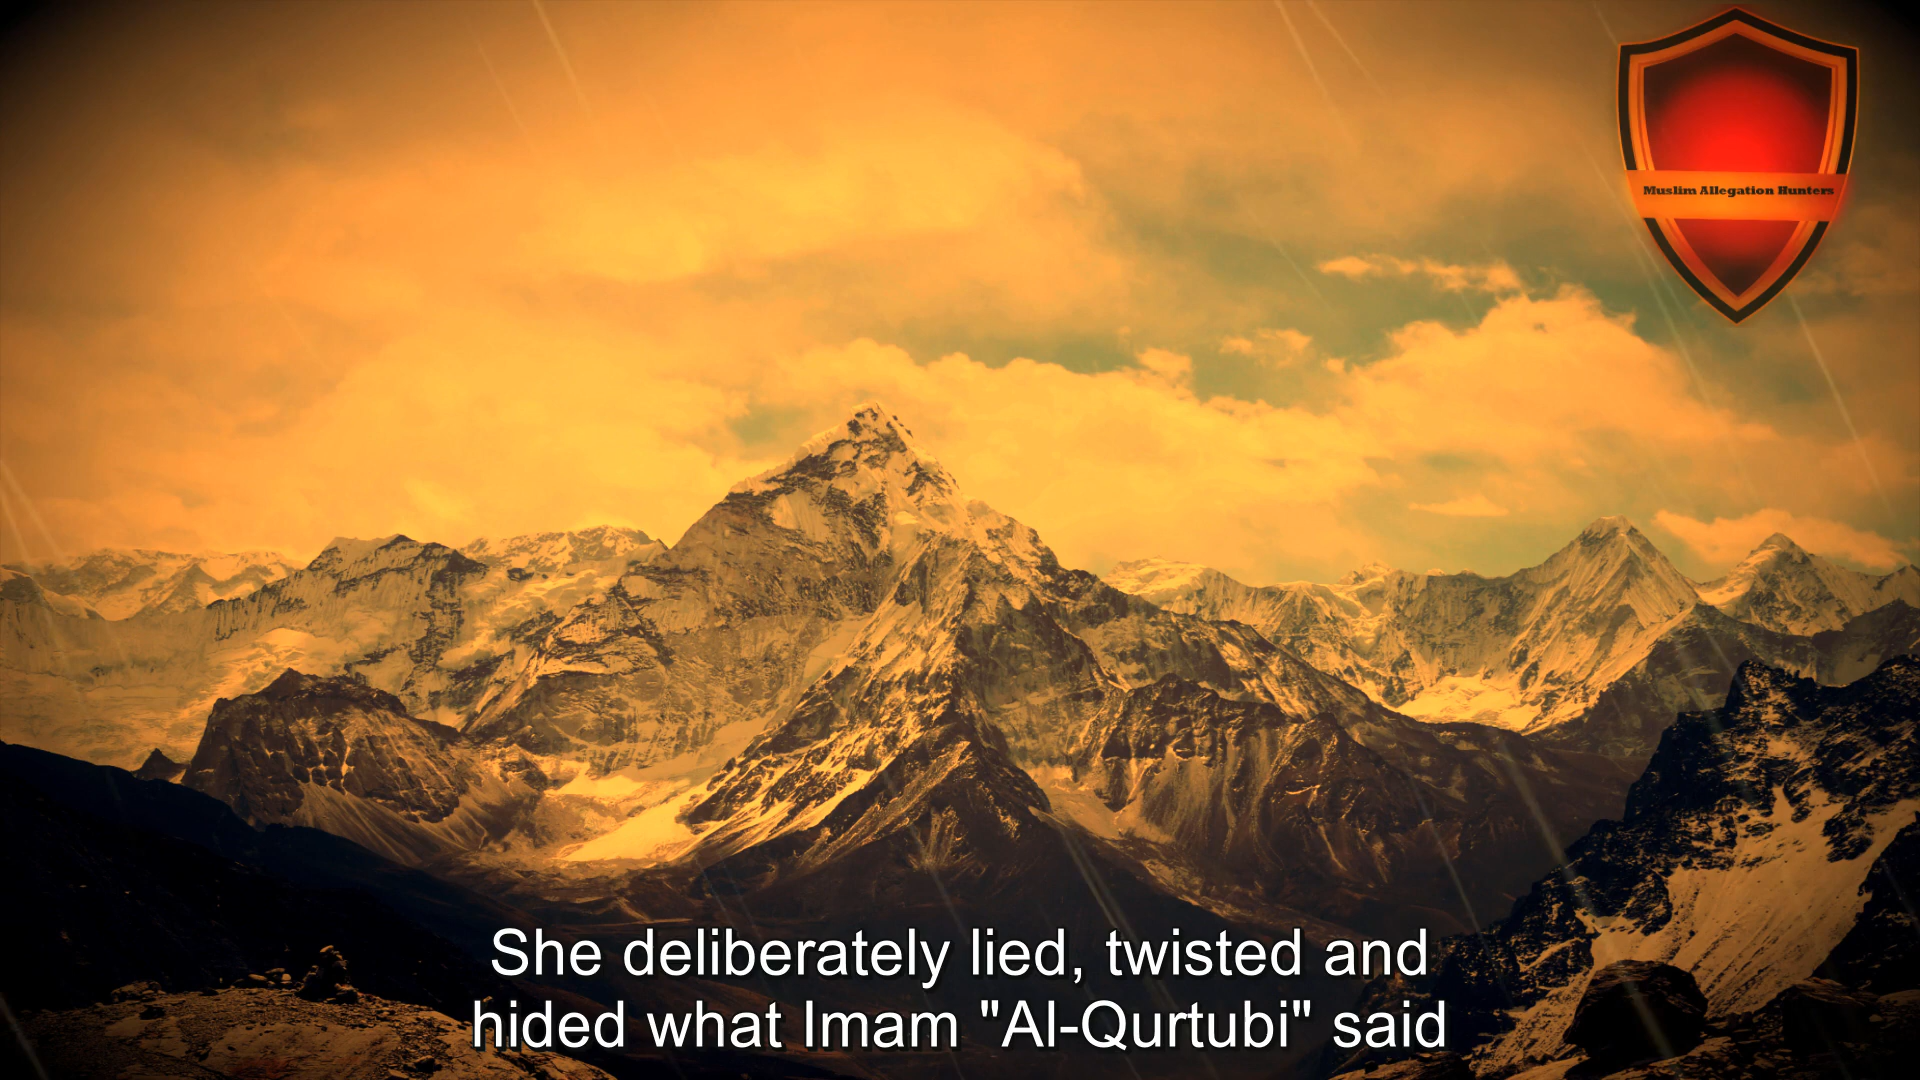 Muslim Allegation Hunters
She deliberately lied, twisted and
hided what Imam "Al-Qurtubi" said